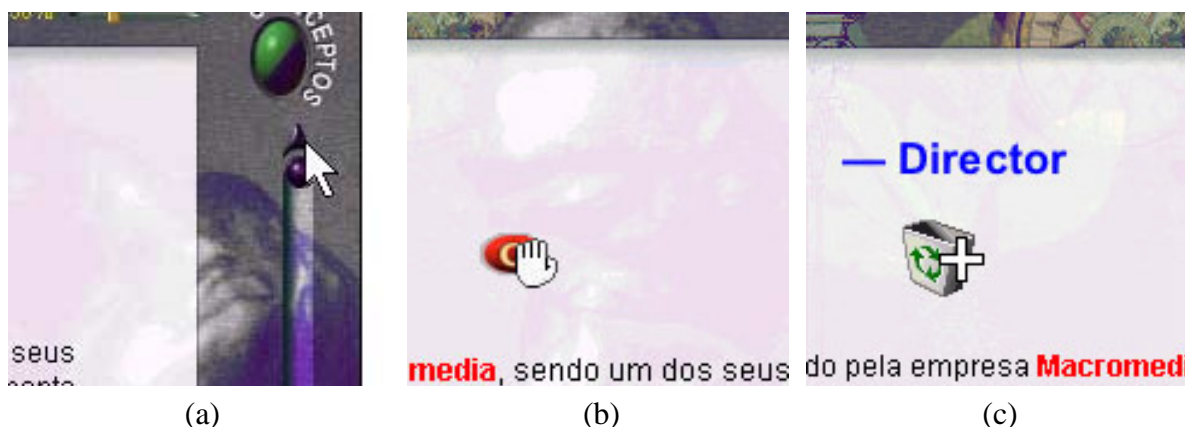 CEPTOS
— Director
seus
media, sendo um dos seus
do pela empresa Macromedi
(a)
(b)
(c)